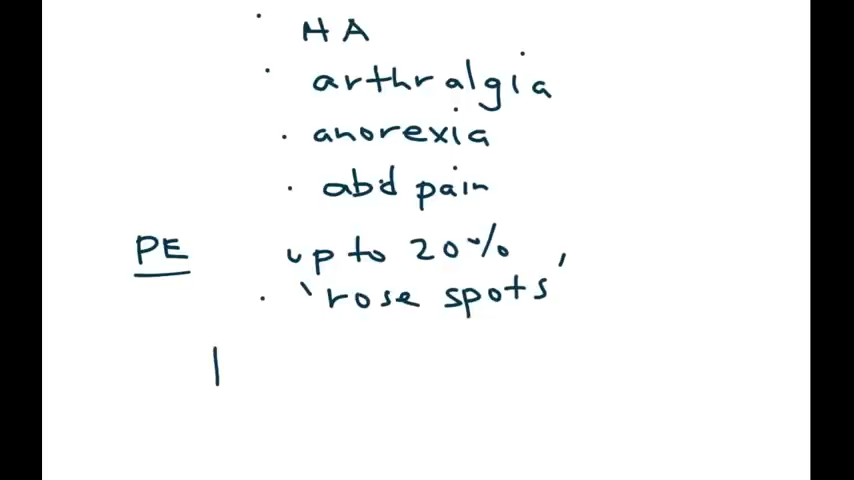 · HA
· arthralgia
· anorexia
· abd pain
PE up to 20%
· 'rose spots'